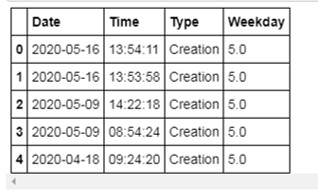 Date Time Type Weekday
0 2020-05-16 13:54:11 Creation 5.0
1 2020-05-16 13:53:58 Creation 5.0
2 2020-05-09 14:22:18 Creation 5.0
3 2020-05-09 08:54:24 Creation 5.0
4 2020-04-18 09:24:20 Creation 5.0